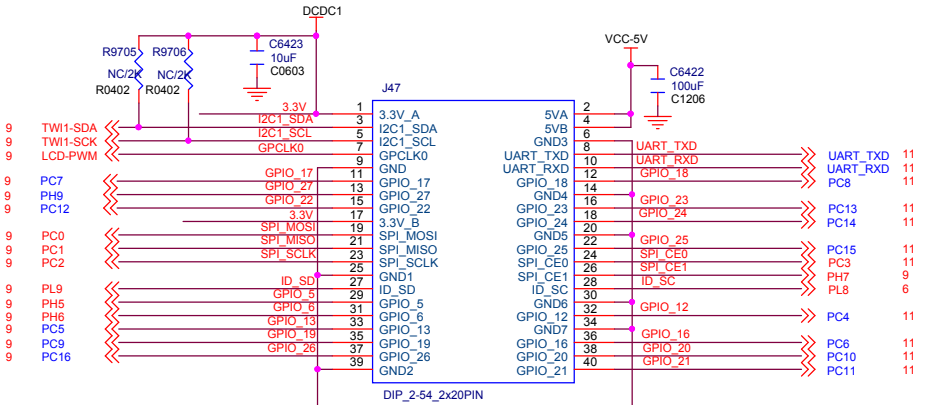 DCDC1
R9705
R9706
C6423
10uF
C0603
NC/2K
NC/2K
R0402
R0402
VCC-5V
C6422
100uF
C1206
J47
3.3V 1 3.3V_A 5VA 2
9 TWI1-SDA I2C1_SDA 3 I2C1_SDA 5VB 4
9 TWI1-SCK I2C1_SCL 5 I2C1_SCL GND3 6
9 LCD-PWM GPCLK0 7 GPCLK0 UART_TXD 8 UART_TXD UART_TXD 11
9 GND UART_RXD 10 UART_RXD UART_RXD 11
9 PC7 GPIO_17 11 GPIO_17 GPIO_18 12 GPIO_18 PC8 11
9 PH9 GPIO_27 13 GPIO_27 GND4 14
9 PC12 GPIO_22 15 GPIO_22 GPIO_23 16 GPIO_23 PC13 11
3.3V 17 3.3V_B GPIO_24 18 GPIO_24 PC14 11
9 PC0 SPI_MOSI 19 SPI_MOSI GND5 20
9 PC1 SPI_MISO 21 SPI_MISO GPIO_25 22 GPIO_25 PC15 11
9 PC2 SPI_SCLK 23 SPI_SCLK SPI_CE0 24 SPI_CE0 PC3 11
25 GND1 SPI_CE1 26 SPI_CE1 PH7 9
9 PL9 ID_SD 27 ID_SD ID_SC 28 ID_SC PL8 6
9 PH5 GPIO_5 29 GPIO_5 GND6 30
9 PH6 GPIO_6 31 GPIO_6 GPIO_12 32 GPIO_12 PC4 11
9 PC5 GPIO_13 33 GPIO_13 GND7 34
9 PC9 GPIO_19 35 GPIO_19 GPIO_16 36 GPIO_16 PC6 11
9 PC16 GPIO_26 37 GPIO_26 GPIO_20 38 GPIO_20 PC10 11
39 GND2 GPIO_21 40 GPIO_21 PC11 11
DIP_2-54_2x20PIN